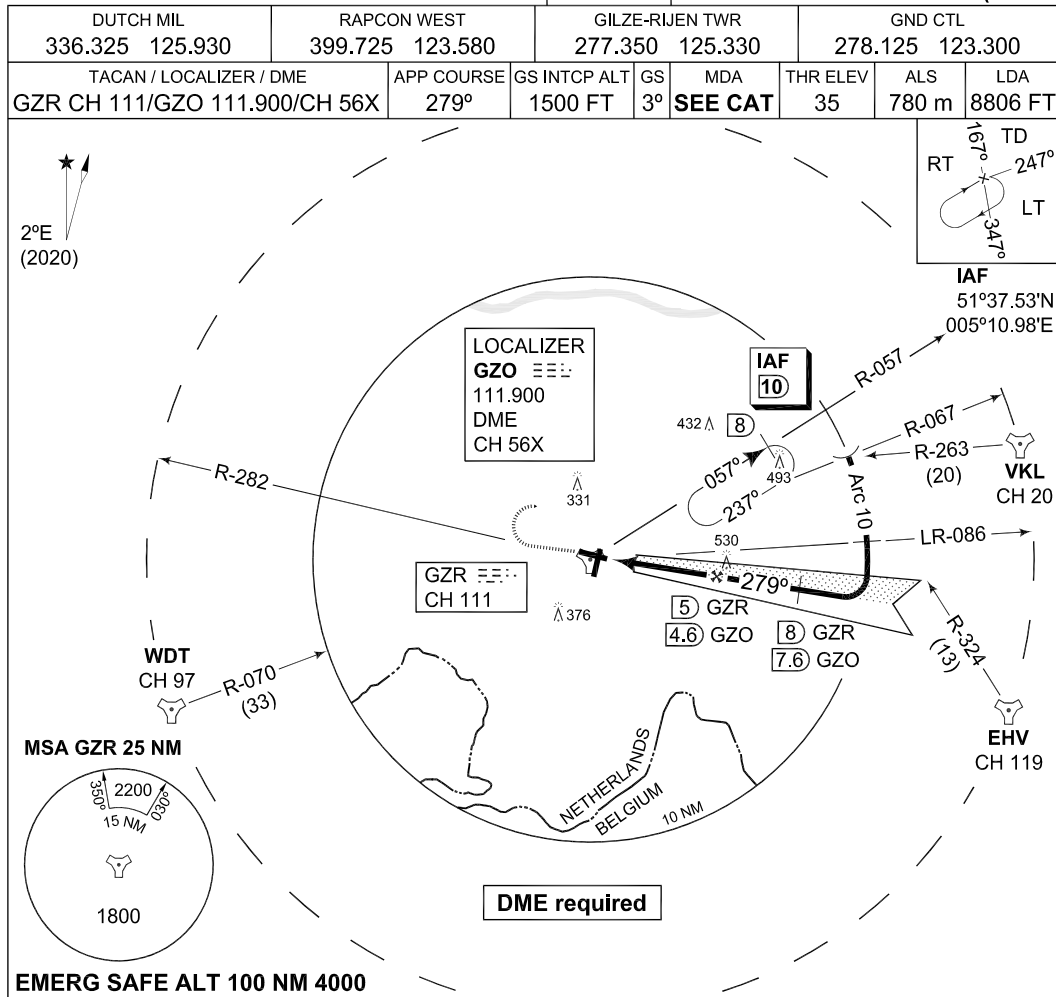 DUTCH MIL
336.325 125.930
RAPCON WEST
399.725 123.580
GILZE-RIJEN TWR
277.350 125.330
GND CTL
278.125 123.300
TACAN / LOCALIZER / DME
GZR CH 111/GZO 111.900/CH 56X
APP COURSE
279º
GS INTCP ALT
1500 FT
GS
3º
MDA
SEE CAT
THR ELEV
35
ALS
780 m
LDA
8806 FT
2ºE
(2020)
167º
TD
RT
247º
LT
347º
IAF
51º37.53'N
005º10.98'E
LOCALIZER
GZO
111.900
DME
CH 56X
IAF
10
R-057
432
8
R-067
R-263
(20)
VKL
CH 20
493
057º
237º
Arc 10
R-282
331
530
LR-086
GZR
CH 111
279º
376
5 GZR
4.6 GZO
8 GZR
7.6 GZO
R-324
(13)
WDT
CH 97
R-070
(33)
EHV
CH 119
MSA GZR 25 NM
2200
350º
030º
15 NM
1800
NETHERLANDS
BELGIUM
10 NM
DME required
EMERG SAFE ALT 100 NM 4000